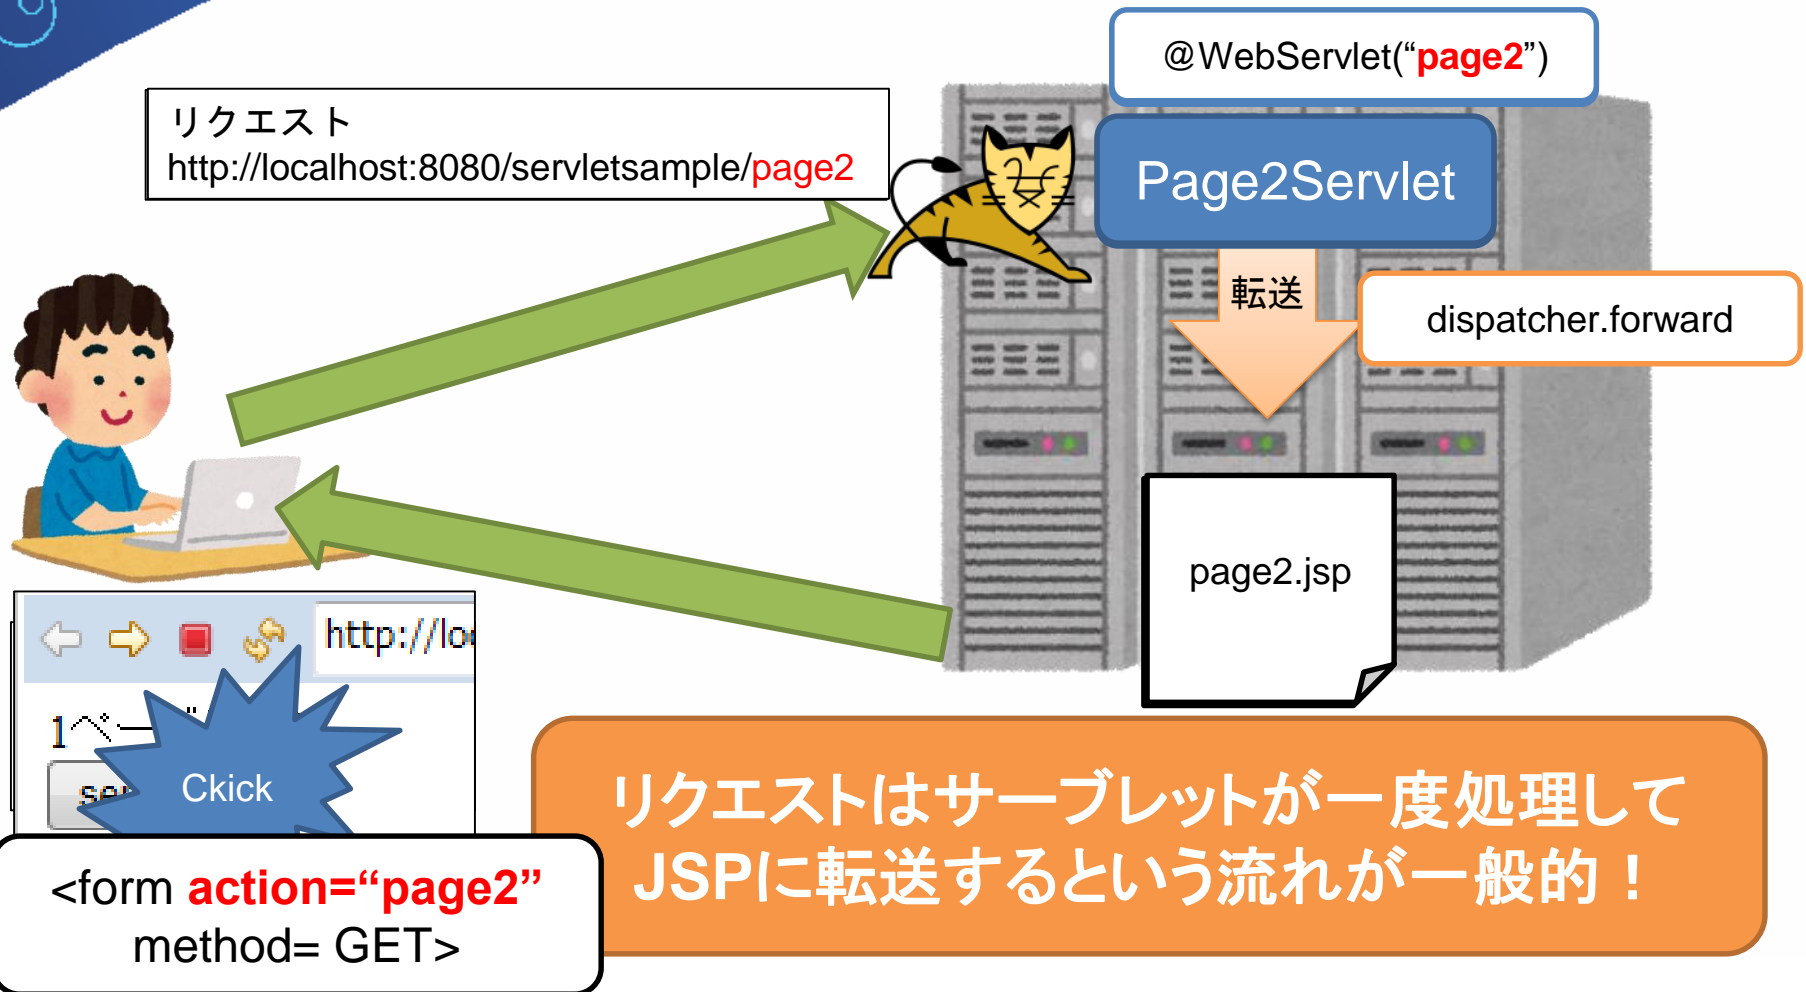 @WebServlet(“page2”)
リクエスト
http://localhost:8080/servletsample/page2
Page2Servlet
転送
dispatcher.forward
page2.jsp
http://lo
1ペー
Ckick
<form action=“page2”
method= GET>
リクエストはサーブレットが一度処理して
JSPに転送するという流れが一般的！